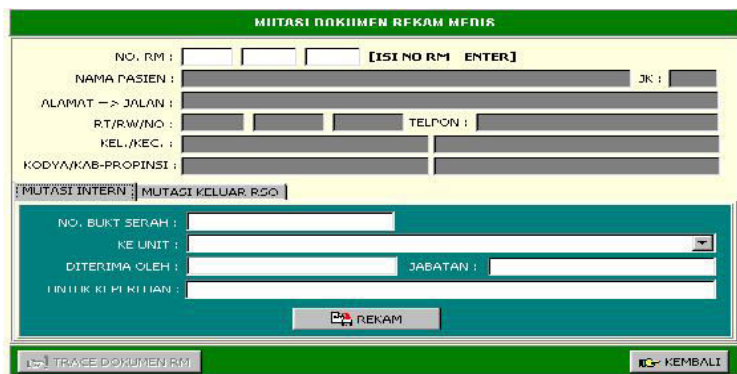 MUTASI DOKUMEN REKAM MEDIS
NO. RM : [ISI NO RM ENTER]
NAMA PASIEN : JK :
ALAMAT -> JALAN :
RT/RW/NO : TELPON :
KEL./KEC. :
KODYA/KAB-PROPINSI :
MUTASI INTERN MUTASI KELUAR RSO
NO. BUKT SERAH :
KE UNIT :
DITERIMA OLEH : JABATAN :
UNTUK KEPERLUAN :
REKAM
TRACE DOKUMEN RM KEMBALI